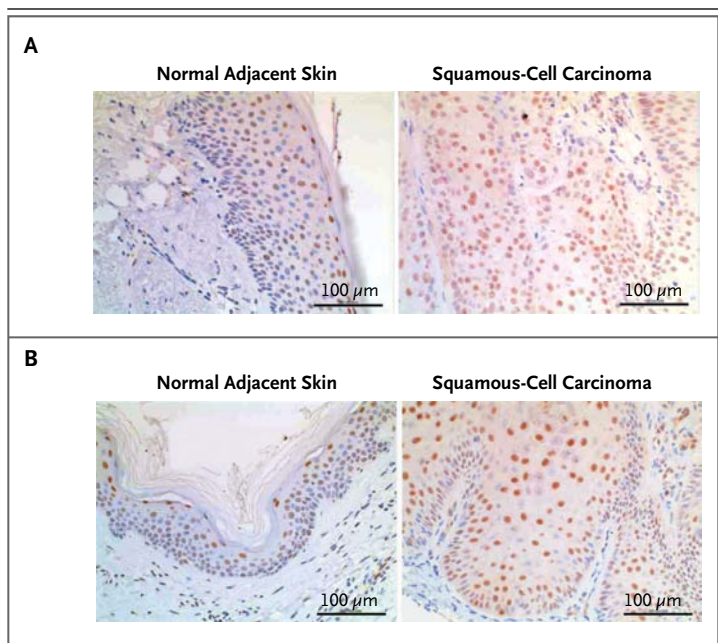 A
Normal Adjacent Skin
Squamous-Cell Carcinoma
100 µm
100 µm
B
Normal Adjacent Skin
Squamous-Cell Carcinoma
100 µm
100 µm